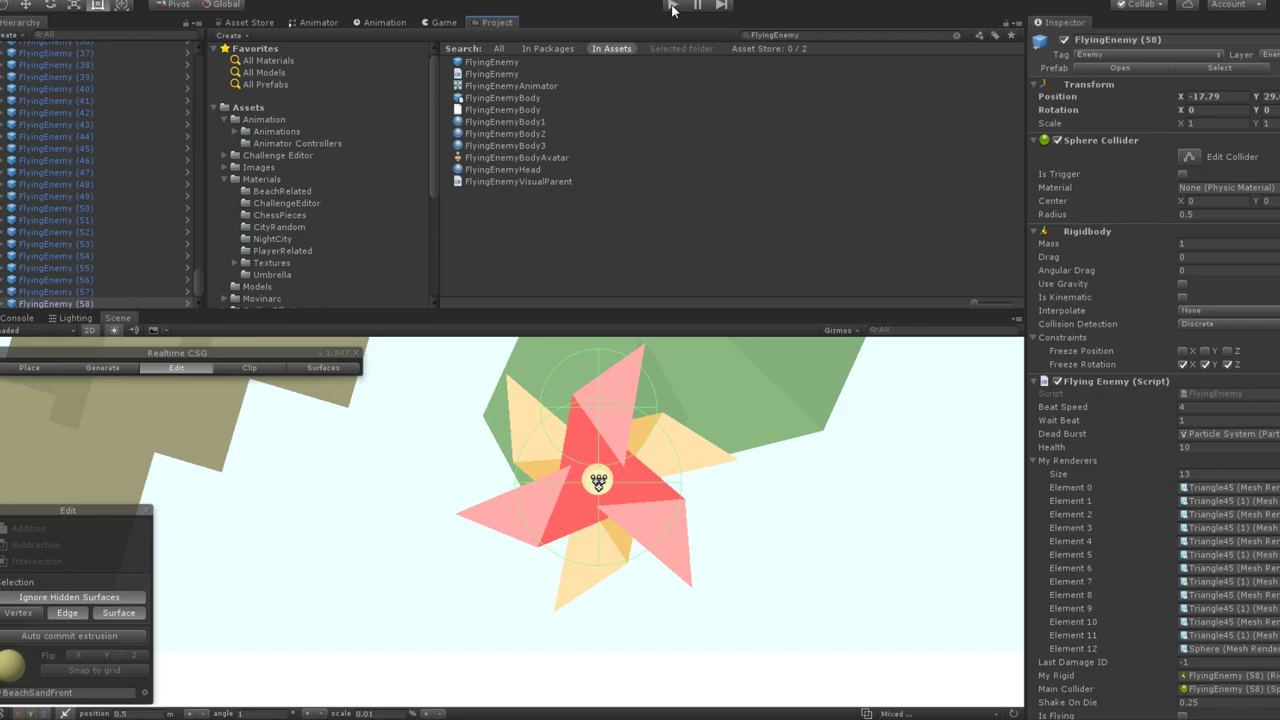 Pivot
Global
Collab
Account
Hierarchy
Asset Store
Animator
Animation
Game
Project
Inspector
All
Create
FlyingEnemy
FlyingEnemy (58)
Search:
All
In Packages
In Assets
Selected folder
Asset Store: 0 / 2
Tag
Enemy
Layer
Prefab
Open
Select
FlyingEnemy (37)
FlyingEnemy (38)
FlyingEnemy (39)
FlyingEnemy (40)
FlyingEnemy (41)
FlyingEnemy (42)
FlyingEnemy (43)
FlyingEnemy (44)
FlyingEnemy (45)
FlyingEnemy (46)
FlyingEnemy (47)
FlyingEnemy (48)
FlyingEnemy (49)
FlyingEnemy (50)
FlyingEnemy (51)
FlyingEnemy (52)
FlyingEnemy (53)
FlyingEnemy (54)
FlyingEnemy (55)
FlyingEnemy (56)
FlyingEnemy (57)
FlyingEnemy (58)
Favorites
All Materials
All Models
All Prefabs
Assets
Animation
Animations
Animator Controllers
Challenge Editor
Images
Materials
BeachRelated
ChallengeEditor
ChessPieces
CityRandom
NightCity
PlayerRelated
Textures
Umbrella
Models
Movinarc
FlyingEnemy
FlyingEnemy
FlyingEnemyAnimator
FlyingEnemyBody
FlyingEnemyBody
FlyingEnemyBody1
FlyingEnemyBody2
FlyingEnemyBody3
FlyingEnemyBodyAvatar
FlyingEnemyHead
FlyingEnemyVisualParent
Transform
Position X -17.79 Y 29.
Rotation X 0 Y 0
Scale X 1 Y 1
Sphere Collider
Edit Collider
Is Trigger
Material None (Physic Material)
Center X 0 Y 0
Radius 0.5
Rigidbody
Mass 1
Drag 0
Angular Drag 0
Use Gravity
Is Kinematic
Interpolate None
Collision Detection Discrete
Constraints
Freeze Position X Y Z
Freeze Rotation X Y Z
Flying Enemy (Script)
Script FlyingEnemy
Beat Speed 4
Wait Beat 1
Dead Burst Particle System (Part
Health 10
My Renderers
Size 13
Element 0 Triangle45 (Mesh Ren
Element 1 Triangle45 (1) (Mesh
Element 2 Triangle45 (Mesh Ren
Element 3 Triangle45 (1) (Mesh
Element 4 Triangle45 (Mesh Ren
Element 5 Triangle45 (1) (Mesh
Element 6 Triangle45 (Mesh Ren
Element 7 Triangle45 (1) (Mesh
Element 8 Triangle45 (Mesh Ren
Element 9 Triangle45 (1) (Mesh
Element 10 Triangle45 (Mesh Ren
Element 11 Triangle45 (1) (Mesh
Element 12 Sphere (Mesh Rende
Last Damage ID -1
My Rigid FlyingEnemy (58) (Ri
Main Collider FlyingEnemy (58) (Sp
Shake On Die 0.25
Is Flying
Console
Lighting
Scene
2D
Gizmos
All
Realtime CSG
v 1.547
Place
Generate
Edit
Clip
Surfaces
Edit
Addition
Subtraction
Intersection
Selection
Ignore Hidden Surfaces
Vertex
Edge
Surface
Auto commit extrusion
Flip X Y Z
Snap to grid
BeachSandFront
X Y Z
position 0.5 m
angle 1 °
scale 0.01 %
Mixed ...